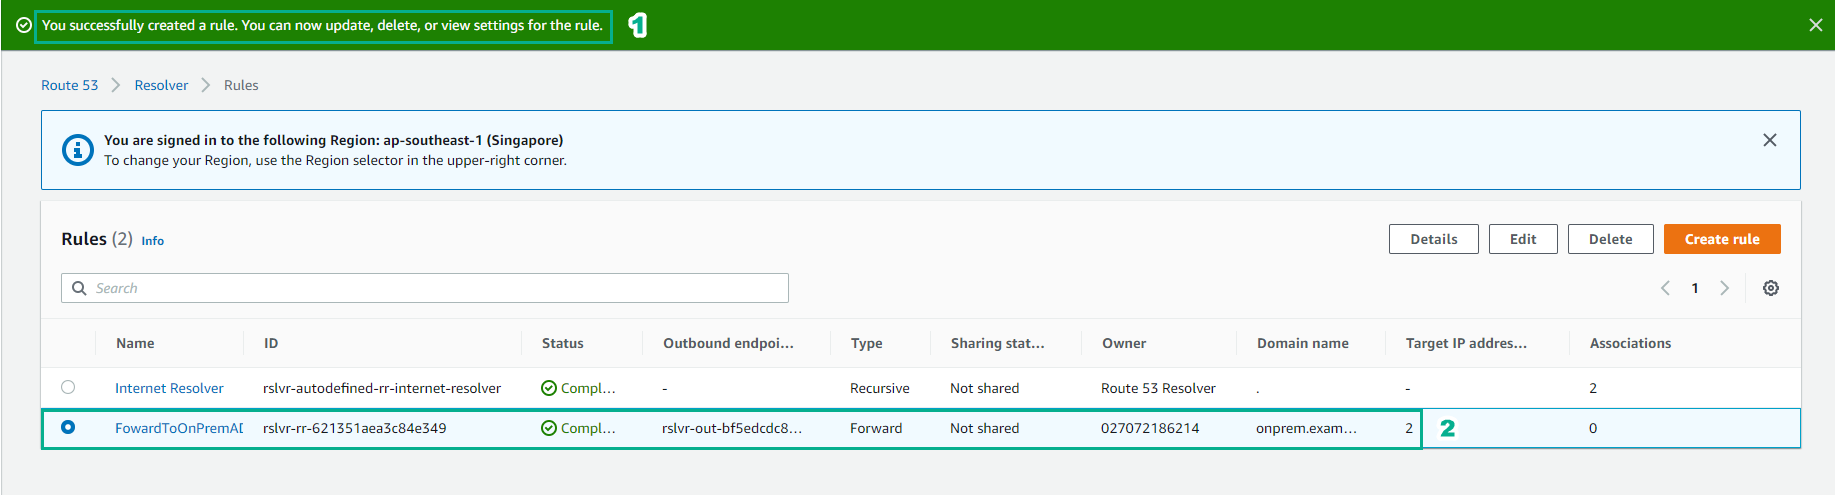 You successfully created a rule. You can now update, delete, or view settings for the rule.
1
Route 53 Resolver Rules
You are signed in to the following Region: ap-southeast-1 (Singapore)
To change your Region, use the Region selector in the upper-right corner.
Rules (2) Info
Details Edit Delete Create rule
Search
1
Name ID Status Outbound endpoi... Type Sharing stat... Owner Domain name Target IP addres... Associations
Internet Resolver rslvr-autodefined-rr-internet-resolver Compl... - Recursive Not shared Route 53 Resolver . - 2
FowardToOnPremAD rslvr-rr-621351aea3c84e349 Compl... rslvr-out-bf5edcdc8... Forward Not shared 027072186214 onprem.exam... 2 0
2